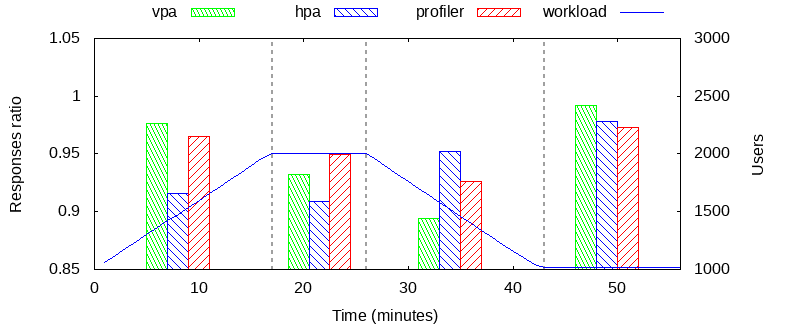 vpa hpa profiler workload
1.05 3000
1 2500
0.95 2000
0.9 1500
0.85 1000
0 10 20 30 40 50
Responses ratio
Users
Time (minutes)